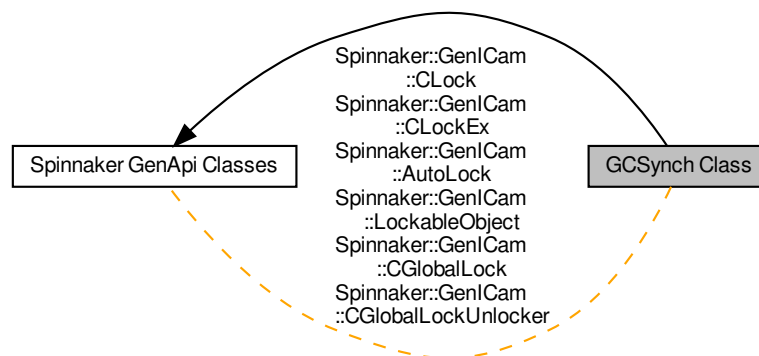 Spinnaker::GenICam
::CLock
Spinnaker::GenICam
::CLockEx
Spinnaker GenApi Classes
Spinnaker::GenICam
::AutoLock
GCSynch Class
Spinnaker::GenICam
::LockableObject
Spinnaker::GenICam
::CGlobalLock
Spinnaker::GenICam
::CGlobalLockUnlocker